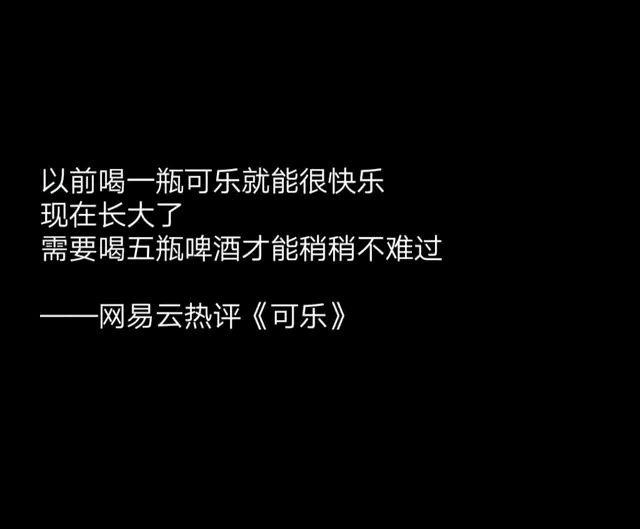 以前喝一瓶可乐就能很快乐
现在长大了
需要喝五瓶啤酒才能稍稍不难过
——网易云热评《可乐》